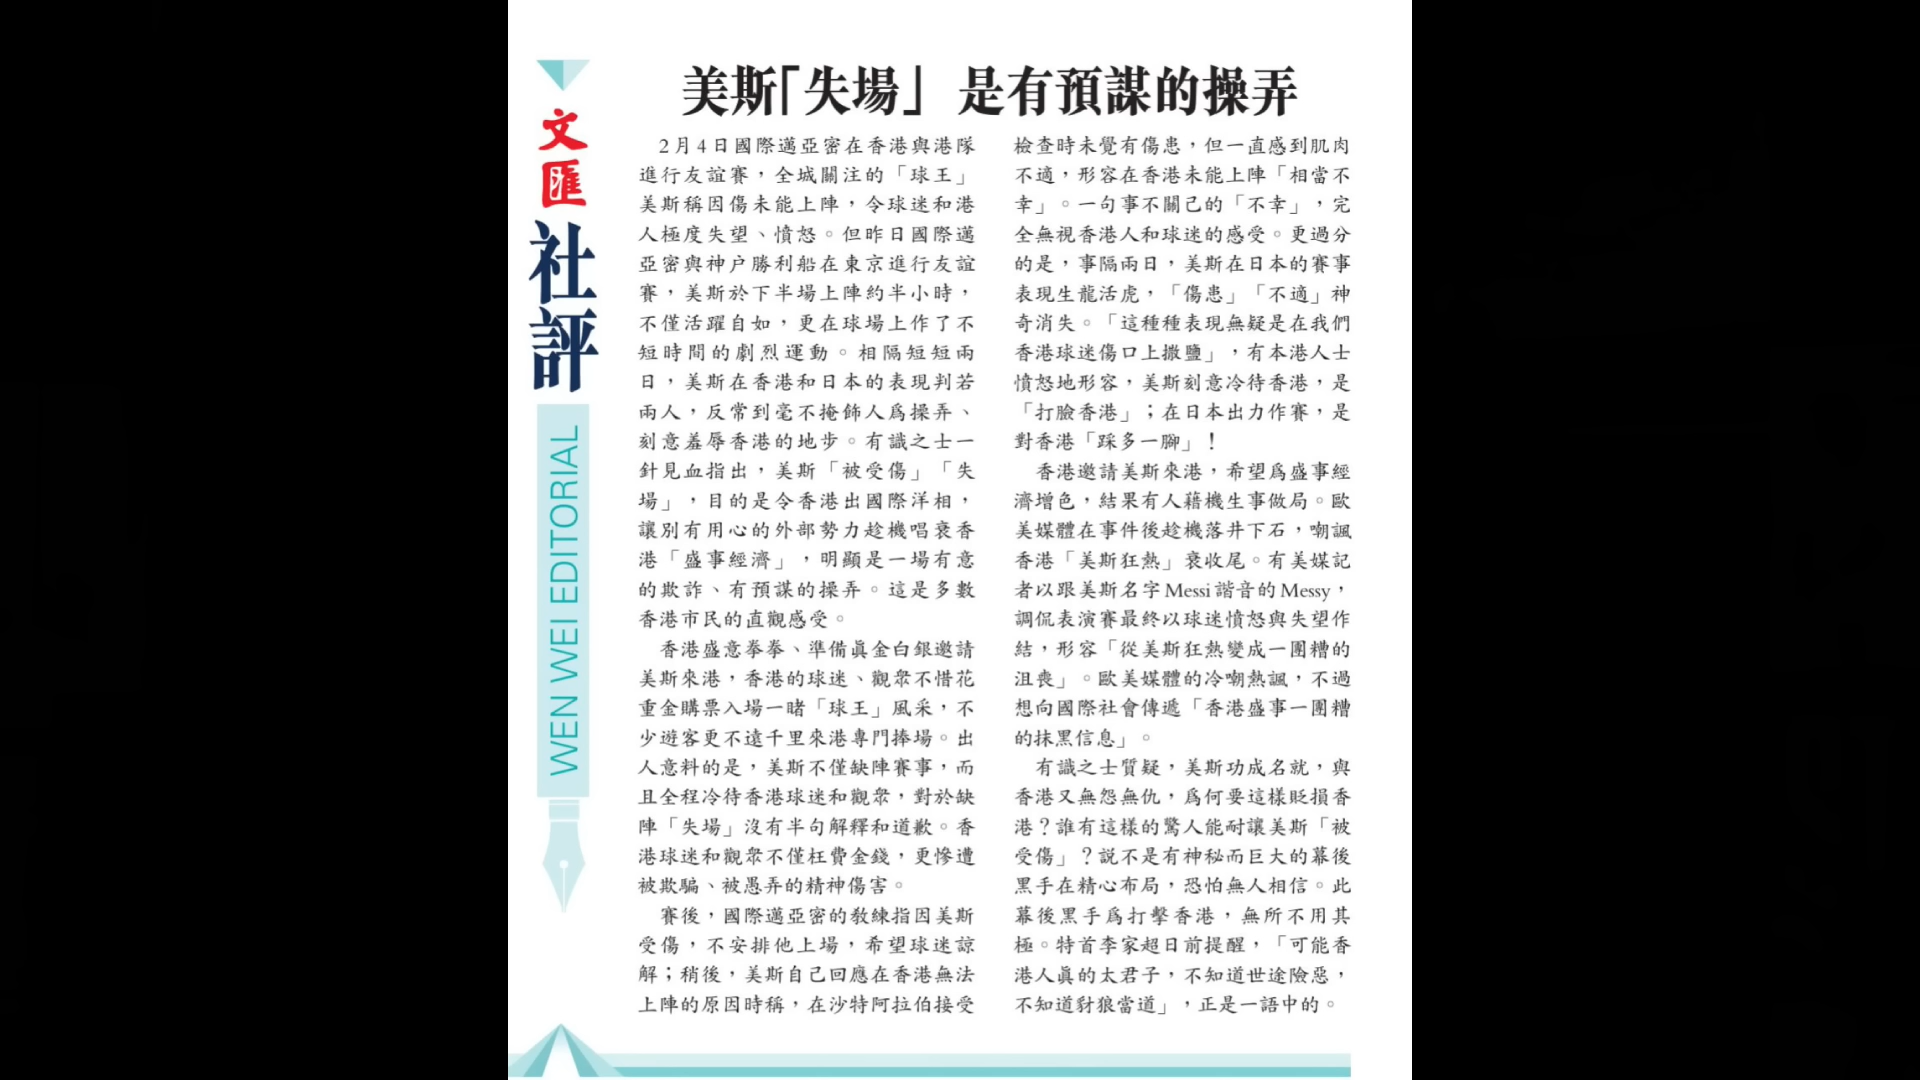 美斯「失場」 是有預謀的操弄
文匯
社評
WEN WEI EDITORIAL
2月4日國際邁亞密在香港與港隊
進行友誼賽，全城關注的「球王」
美斯稱因傷未能上陣，令球迷和港
人極度失望、憤怒。但昨日國際邁
亞密與神户勝利船在東京進行友誼
賽，美斯於下半場上陣約半小時，
不僅活躍自如，更在球場上作了不
短時間的劇烈運動。相隔短短兩
日，美斯在香港和日本的表現判若
兩人，反常到毫不掩飾人爲操弄、
刻意羞辱香港的地步。有識之士一
針見血指出，美斯「被受傷」「失
場」，目的是令香港出國際洋相，
讓別有用心的外部勢力趁機唱衰香
港「盛事經濟」，明顯是一場有意
的欺詐、有預謀的操弄。這是多數
香港市民的直觀感受。
香港盛意拳拳、準備真金白銀邀請
美斯來港，香港的球迷、觀眾不惜花
重金購票入場一睹「球王」風采，不
少遊客更不遠千里來港專門捧場。出
人意料的是，美斯不僅缺陣賽事，而
且全程冷待香港球迷和觀眾，對於缺
陣「失場」沒有半句解釋和道歉。香
港球迷和觀眾不僅枉費金錢，更慘遭
被欺騙、被愚弄的精神傷害。
賽後，國際邁亞密的教練指因美斯
受傷，不安排他上場，希望球迷諒
解；稍後，美斯自己回應在香港無法
上陣的原因時稱，在沙特阿拉伯接受
檢查時未覺有傷患，但一直感到肌肉
不適，形容在香港未能上陣「相當不
幸」。一句事不關己的「不幸」，完
全無視香港人和球迷的感受。更過分
的是，事隔兩日，美斯在日本的賽事
表現生龍活虎，「傷患」「不適」神
奇消失。「這種種表現無疑是在我們
香港球迷傷口上撒鹽」，有本港人士
憤怒地形容，美斯刻意冷待香港，是
「打臉香港」；在日本出力作賽，是
對香港「踩多一腳」！
香港邀請美斯來港，希望爲盛事經
濟增色，結果有人藉機生事做局。歐
美媒體在事件後趁機落井下石，嘲諷
香港「美斯狂熱」衰收尾。有美媒記
者以跟美斯名字Messi諧音的Messy，
調侃表演賽最終以球迷憤怒與失望作
結，形容「從美斯狂熱變成一團糟的
沮喪」。歐美媒體的冷嘲熱諷，不過
想向國際社會傳遞「香港盛事一團糟
的抹黑信息」。
有識之士質疑，美斯功成名就，與
香港又無怨無仇，爲何要這樣貶損香
港？誰有這樣的驚人能耐讓美斯「被
受傷」？説不是有神秘而巨大的幕後
黑手在精心布局，恐怕無人相信。此
幕後黑手爲打擊香港，無所不用其
極。特首李家超日前提醒，「可能香
港人真的太君子，不知道世途險惡，
不知道豺狼當道」，正是一語中的。